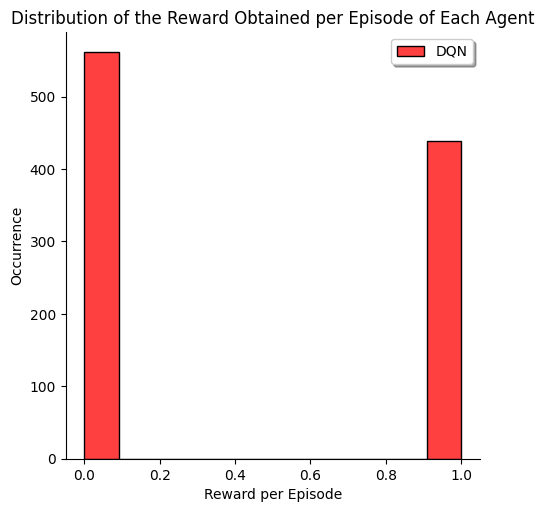 Distribution of the Reward Obtained per Episode of Each Agent
DQN
500
400
300
200
100
0
Occurrence
0.0 0.2 0.4 0.6 0.8 1.0
Reward per Episode